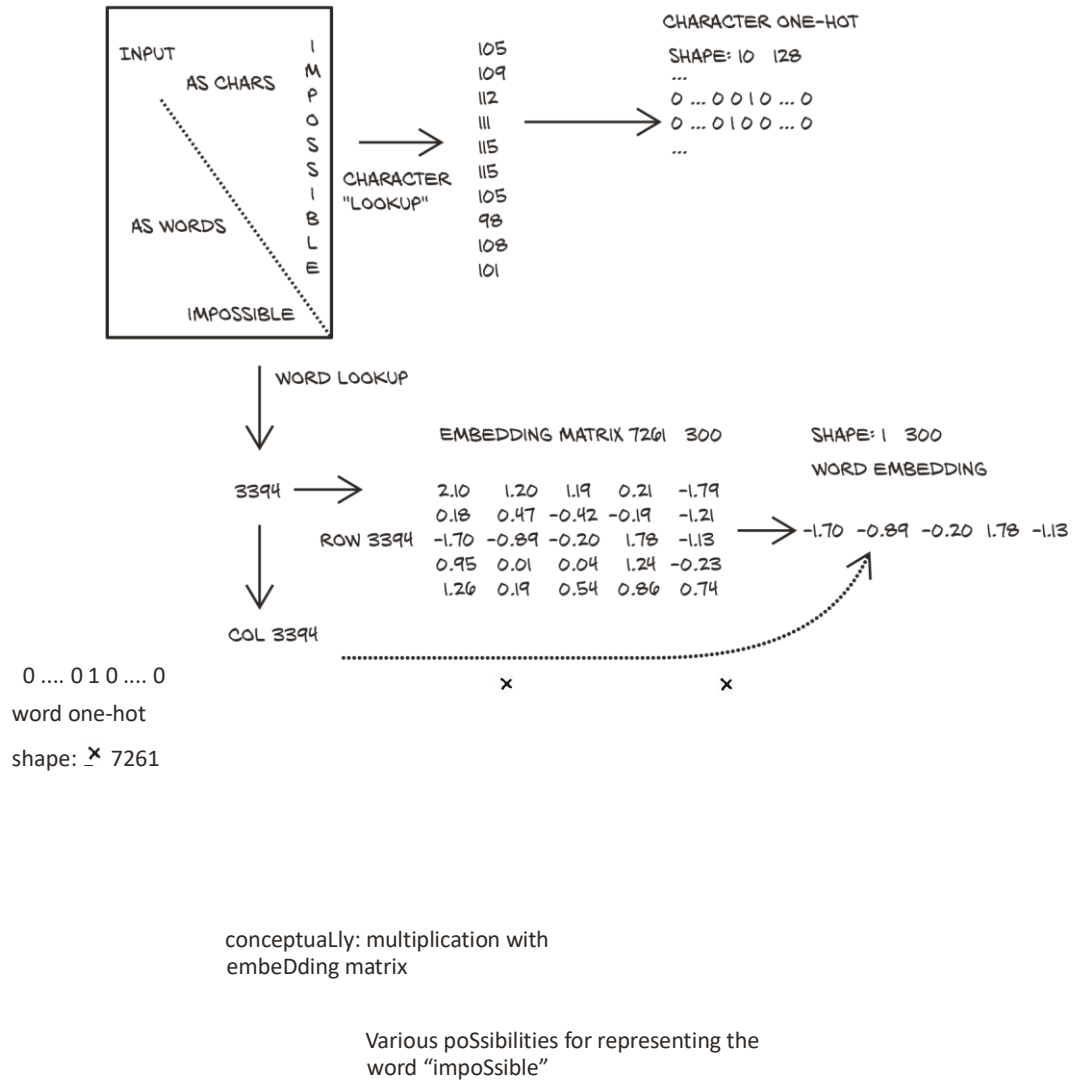 INPUT
AS CHARS
I
M
P
O
S
S
I
B
L
E
AS WORDS
IMPOSSIBLE
CHARACTER
"LOOKUP"
105
109
112
111
115
115
105
98
108
101
CHARACTER ONE-HOT
SHAPE: 10 128
...
0 ... 0 0 1 0 ... 0
0 ... 0 1 0 0 ... 0
...
WORD LOOKUP
3394
EMBEDDING MATRIX 7261 300
2.10 1.20 1.19 0.21 -1.79
0.18 0.47 -0.42 -0.19 -1.21
ROW 3394 -1.70 -0.89 -0.20 1.78 -1.13
0.95 0.01 0.04 1.24 -0.23
1.26 0.19 0.54 0.86 0.74
SHAPE: 1 300
WORD EMBEDDING
-1.70 -0.89 -0.20 1.78 -1.13
COL 3394
× ×
0 .... 0 1 0 .... 0
word one-hot
shape: × 7261
conceptuaLly: multiplication with
embeDding matrix
Various poSsibilities for representing the
word “impoSsible”